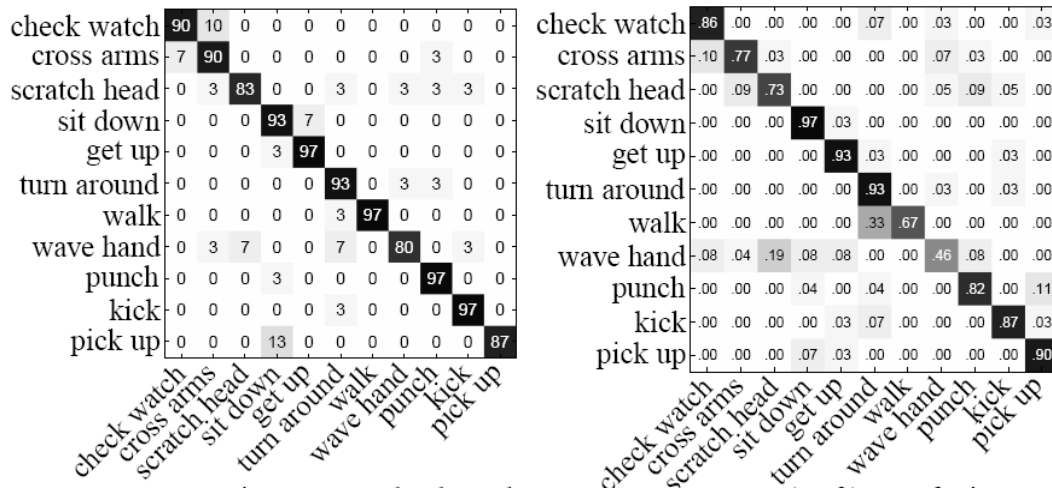 check watch 90 10 0 0 0 0 0 0 0 0 0
cross arms 7 90 0 0 0 0 0 0 3 0 0
scratch head 0 3 83 0 0 3 0 3 3 3 0
sit down 0 0 0 93 7 0 0 0 0 0 0
get up 0 0 0 3 97 0 0 0 0 0 0
turn around 0 0 0 0 0 93 0 3 3 0 0
walk 0 0 0 0 0 3 97 0 0 0 0
wave hand 0 3 7 0 0 7 0 80 0 3 0
punch 0 0 0 3 0 0 0 0 97 0 0
kick 0 0 0 0 0 3 0 0 0 97 0
pick up 0 0 0 13 0 0 0 0 0 0 87
check watch cross arms scratch head sit down get up turn around walk wave hand punch kick pick up
check watch .86 .00 .00 .00 .00 .07 .00 .03 .00 .00 .03
cross arms .10 .77 .03 .00 .00 .00 .00 .07 .03 .00 .00
scratch head .00 .09 .73 .00 .00 .00 .00 .05 .09 .05 .00
sit down .00 .00 .00 .97 .03 .00 .00 .00 .00 .00 .00
get up .00 .00 .00 .00 .93 .03 .00 .00 .00 .03 .00
turn around .00 .00 .00 .00 .00 .93 .00 .03 .00 .03 .00
walk .00 .00 .00 .00 .00 .33 .67 .00 .00 .00 .00
wave hand .08 .04 .19 .08 .08 .00 .00 .46 .08 .00 .00
punch .00 .00 .00 .04 .00 .04 .00 .00 .82 .00 .11
kick .00 .00 .00 .00 .03 .07 .00 .00 .00 .87 .03
pick up .00 .00 .00 .07 .03 .00 .00 .00 .00 .00 .90
check watch cross arms scratch head sit down get up turn around walk wave hand punch kick pick up